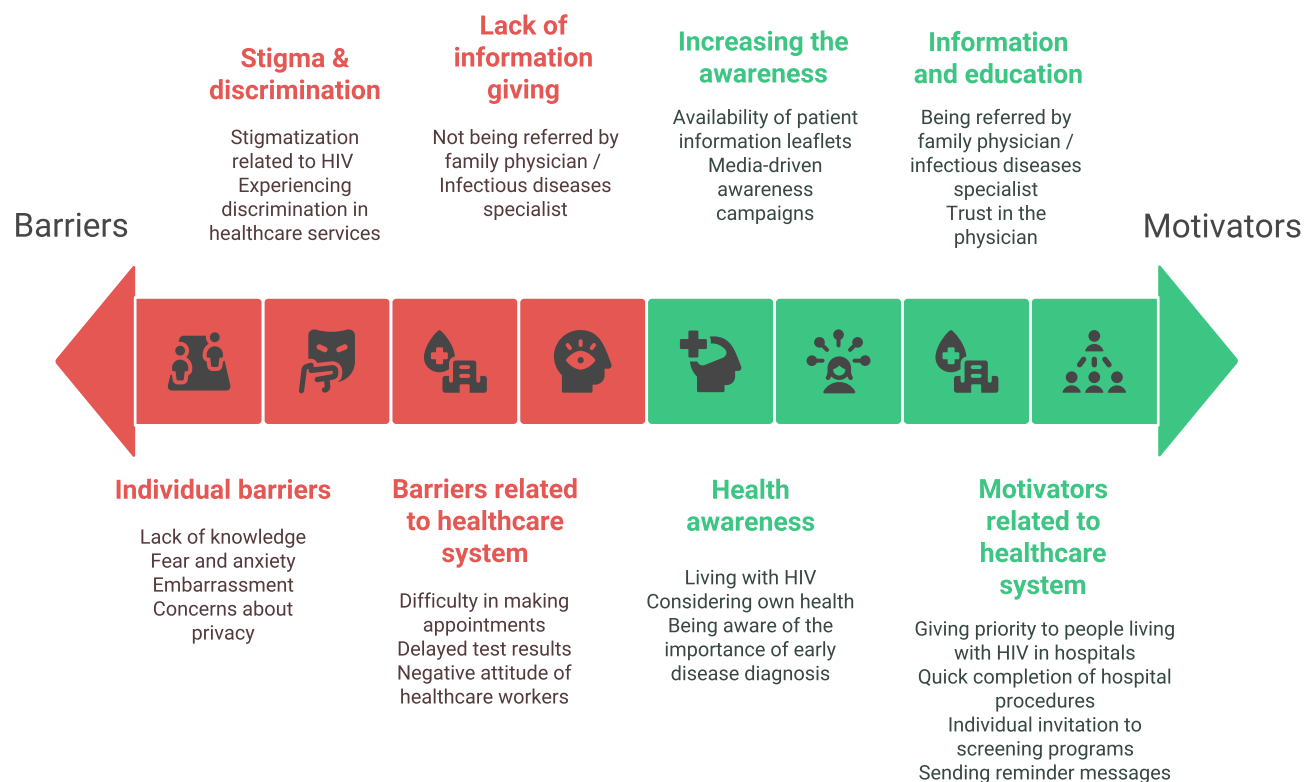 Barriers
Stigma &
discrimination
Stigmatization
related to HIV
Experiencing
discrimination in
healthcare services
Lack of
information
giving
Not being referred by
family physician /
Infectious diseases
specialist
Increasing the
awareness
Availability of patient
information leaflets
Media-driven
awareness
campaigns
Information
and education
Being referred by
family physician /
infectious diseases
specialist
Trust in the
physician
Motivators
Individual barriers
Lack of knowledge
Fear and anxiety
Embarrassment
Concerns about
privacy
Barriers related
to healthcare
system
Difficulty in making
appointments
Delayed test results
Negative attitude of
healthcare workers
Health
awareness
Living with HIV
Considering own health
Being aware of the
importance of early
disease diagnosis
Motivators
related to
healthcare
system
Giving priority to people living
with HIV in hospitals
Quick completion of hospital
procedures
Individual invitation to
screening programs
Sending reminder messages